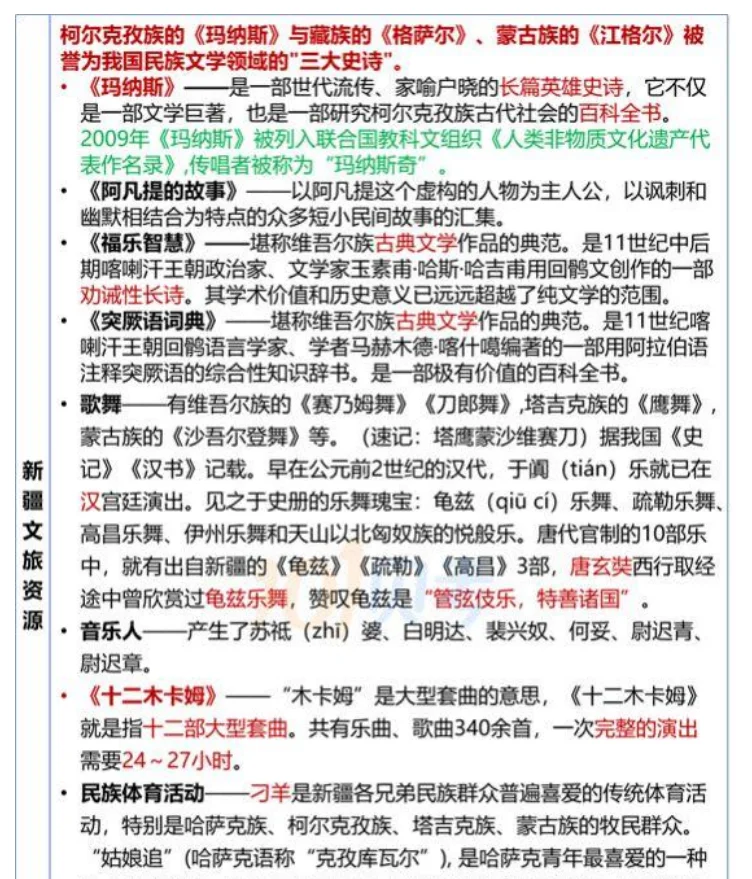 柯尔克孜族的《玛纳斯》与藏族的《格萨尔》、蒙古族的《江格尔》被
誉为我国民族文学领域的"三大史诗"。
• 《玛纳斯》——是一部世代流传、家喻户晓的长篇英雄史诗，它不仅
是一部文学巨著，也是一部研究柯尔克孜族古代社会的百科全书。
2009年《玛纳斯》被列入联合国教科文组织《人类非物质文化遗产代
表作名录》,传唱者被称为“玛纳斯奇”。
• 《阿凡提的故事》——以阿凡提这个虚构的人物为主人公，以讽刺和
幽默相结合为特点的众多短小民间故事的汇集。
• 《福乐智慧》——堪称维吾尔族古典文学作品的典范。是11世纪中后
期喀喇汗王朝政治家、文学家玉素甫·哈斯·哈吉甫用回鹘文创作的一部
劝诫性长诗。其学术价值和历史意义已远远超越了纯文学的范围。
• 《突厥语词典》——堪称维吾尔族古典文学作品的典范。是11世纪喀
喇汗王朝回鹘语言学家、学者马赫木德·喀什噶编著的一部用阿拉伯语
注释突厥语的综合性知识辞书。是一部极有价值的百科全书。
• 歌舞——有维吾尔族的《赛乃姆舞》《刀郎舞》,塔吉克族的《鹰舞》,
蒙古族的《沙吾尔登舞》等。（速记：塔鹰蒙沙维赛刀）据我国《史
记》《汉书》记载。早在公元前2世纪的汉代，于阗（tián）乐就已在
汉宫廷演出。见之于史册的乐舞瑰宝：龟兹（qiū cí）乐舞、疏勒乐舞、
高昌乐舞、伊州乐舞和天山以北匈奴族的悦般乐。唐代官制的10部乐
中，就有出自新疆的《龟兹》《疏勒》《高昌》3部，唐玄奘西行取经
途中曾欣赏过龟兹乐舞，赞叹龟兹是“管弦伎乐，特善诸国”。
• 音乐人——产生了苏祗（zhī）婆、白明达、裴兴奴、何妥、尉迟青、
尉迟章。
• 《十二木卡姆》——“木卡姆”是大型套曲的意思，《十二木卡姆》
就是指十二部大型套曲。共有乐曲、歌曲340余首，一次完整的演出
需要24～27小时。
• 民族体育活动——刁羊是新疆各兄弟民族群众普遍喜爱的传统体育活
动，特别是哈萨克族、柯尔克孜族、塔吉克族、蒙古族的牧民群众。
“姑娘追”(哈萨克语称“克孜库瓦尔”), 是哈萨克青年最喜爱的一种
新疆文旅资源